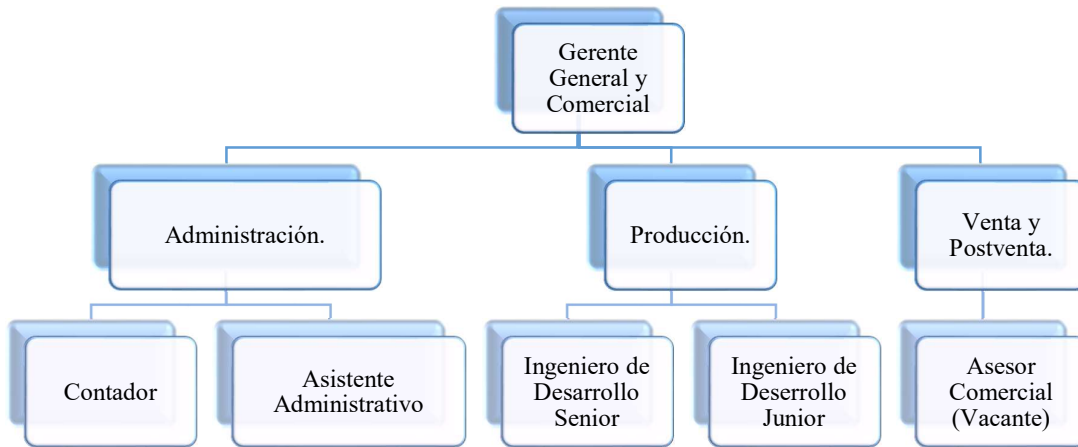 Gerente
General y
Comercial
Administración.
Producción.
Venta y
Postventa.
Contador
Asistente
Administrativo
Ingeniero de
Desarrollo
Senior
Ingeniero de
Deserrollo
Junior
Asesor
Comercial
(Vacante)